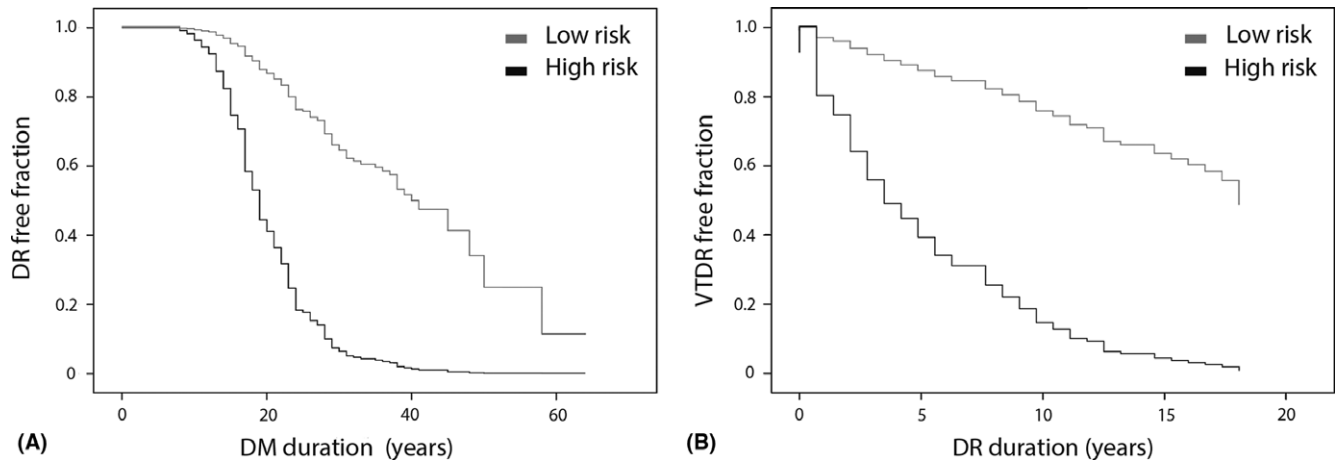 1.0
0.8
0.6
0.4
0.2
0
DR free fraction
Low risk
High risk
0
20
40
60
DM duration (years)
(A)
1.0
0.8
0.6
0.4
0.2
0
VTDR free fraction
Low risk
High risk
0
5
10
15
20
DR duration (years)
(B)